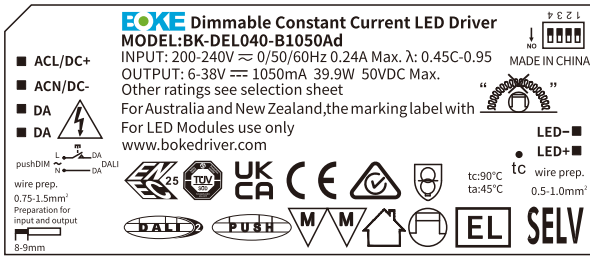 EOKE Dimmable Constant Current LED Driver
MODEL:BK-DEL040-B1050Ad
INPUT: 200-240V ≂ 0/50/60Hz 0.24A Max. λ: 0.45C-0.95
OUTPUT: 6-38V ⎓ 1050mA 39.9W 50VDC Max.
Other ratings see selection sheet
For Australia and New Zealand,the marking label with
For LED Modules use only
www.bokedriver.com
ACL/DC+
ACN/DC-
DA
DA
pushDIM ~ L N DA DA DALI
wire prep.
0.75-1.5mm²
Preparation for
input and output
8-9mm
4 3 2 1
NO
MADE IN CHINA
“ ”
LED-
LED+
tc
wire prep.
0.5-1.0mm²
tc:90°C
ta:45°C
ENEC 25
TÜV
SÜD
UK
CA
CE
DALI 2
PUSH
M M
EL
SELV